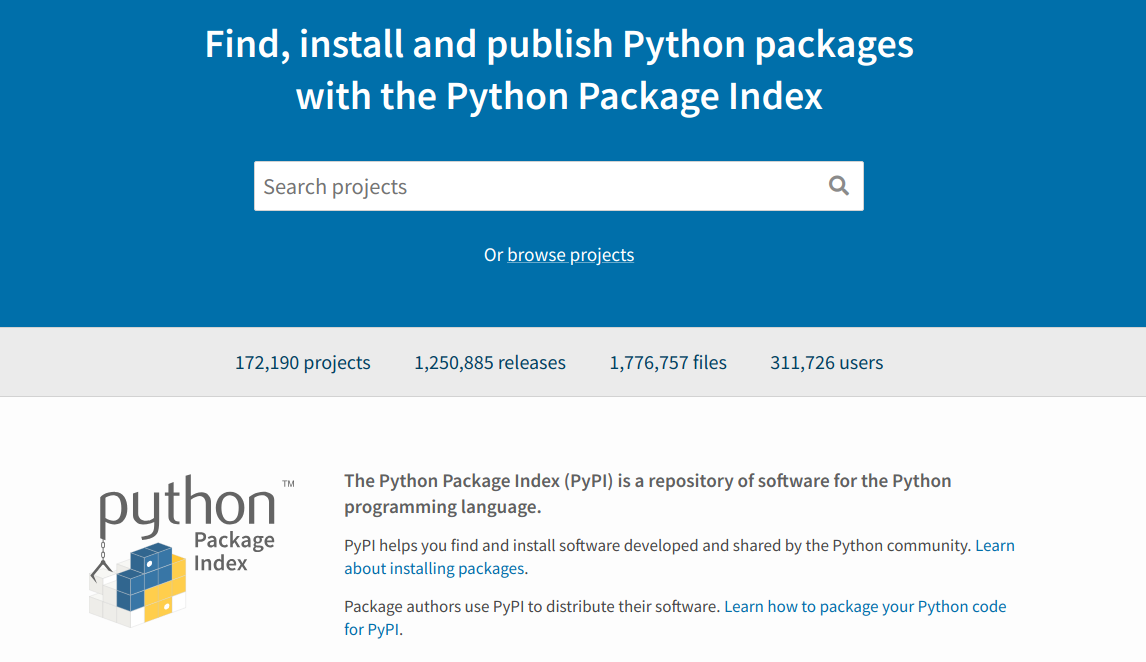 Find, install and publish Python packages
with the Python Package Index
Search projects
Or browse projects
172,190 projects 1,250,885 releases 1,776,757 files 311,726 users
python™
Package
Index
The Python Package Index (PyPI) is a repository of software for the Python
programming language.
PyPI helps you find and install software developed and shared by the Python community. Learn
about installing packages.
Package authors use PyPI to distribute their software. Learn how to package your Python code
for PyPI.